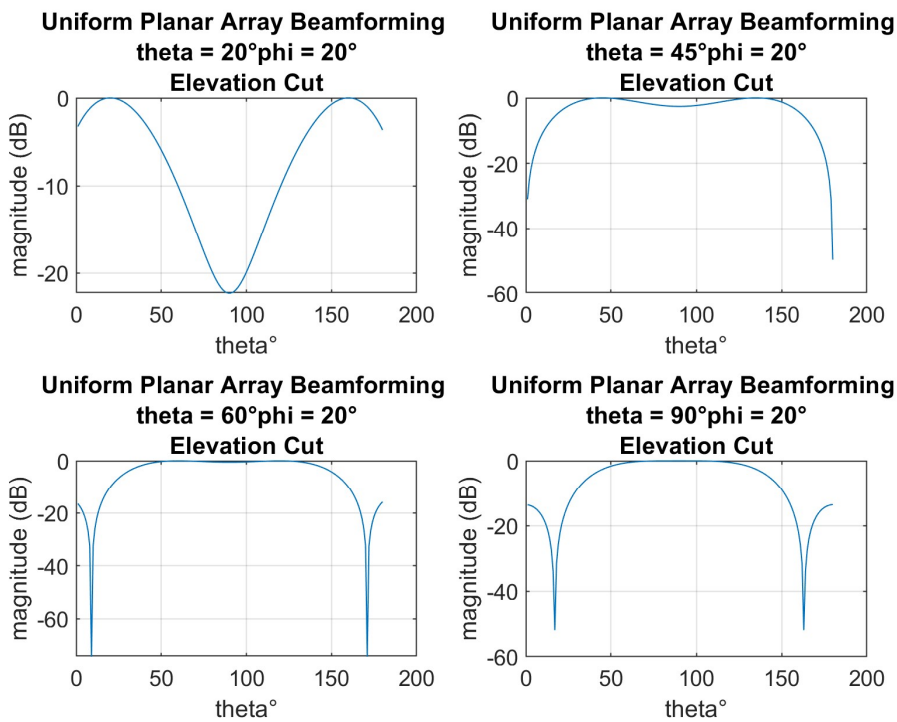 Uniform Planar Array Beamforming
theta = 20°phi = 20°
Elevation Cut
0
-10
-20
magnitude (dB)
0 50 100 150 200
theta°
Uniform Planar Array Beamforming
theta = 45°phi = 20°
Elevation Cut
0
-20
-40
-60
magnitude (dB)
0 50 100 150 200
theta°
Uniform Planar Array Beamforming
theta = 60°phi = 20°
Elevation Cut
0
-20
-40
-60
magnitude (dB)
0 50 100 150 200
theta°
Uniform Planar Array Beamforming
theta = 90°phi = 20°
Elevation Cut
0
-20
-40
-60
magnitude (dB)
0 50 100 150 200
theta°